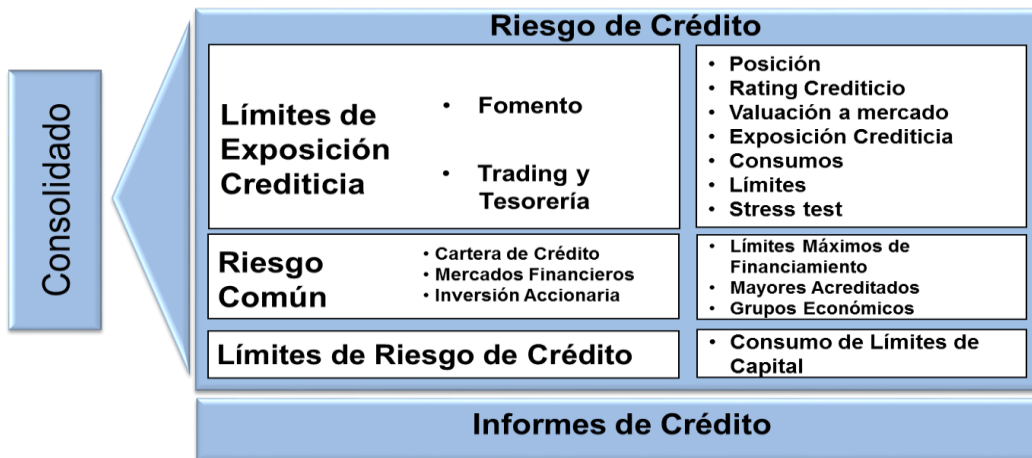 Riesgo de Crédito
Consolidado
Límites de
Exposición
Crediticia
• Fomento
• Trading y
Tesorería
• Posición
• Rating Crediticio
• Valuación a mercado
• Exposición Crediticia
• Consumos
• Límites
• Stress test
Riesgo
Común
• Cartera de Crédito
• Mercados Financieros
• Inversión Accionaria
• Límites Máximos de
Financiamiento
• Mayores Acreditados
• Grupos Económicos
Límites de Riesgo de Crédito
• Consumo de Límites de
Capital
Informes de Crédito